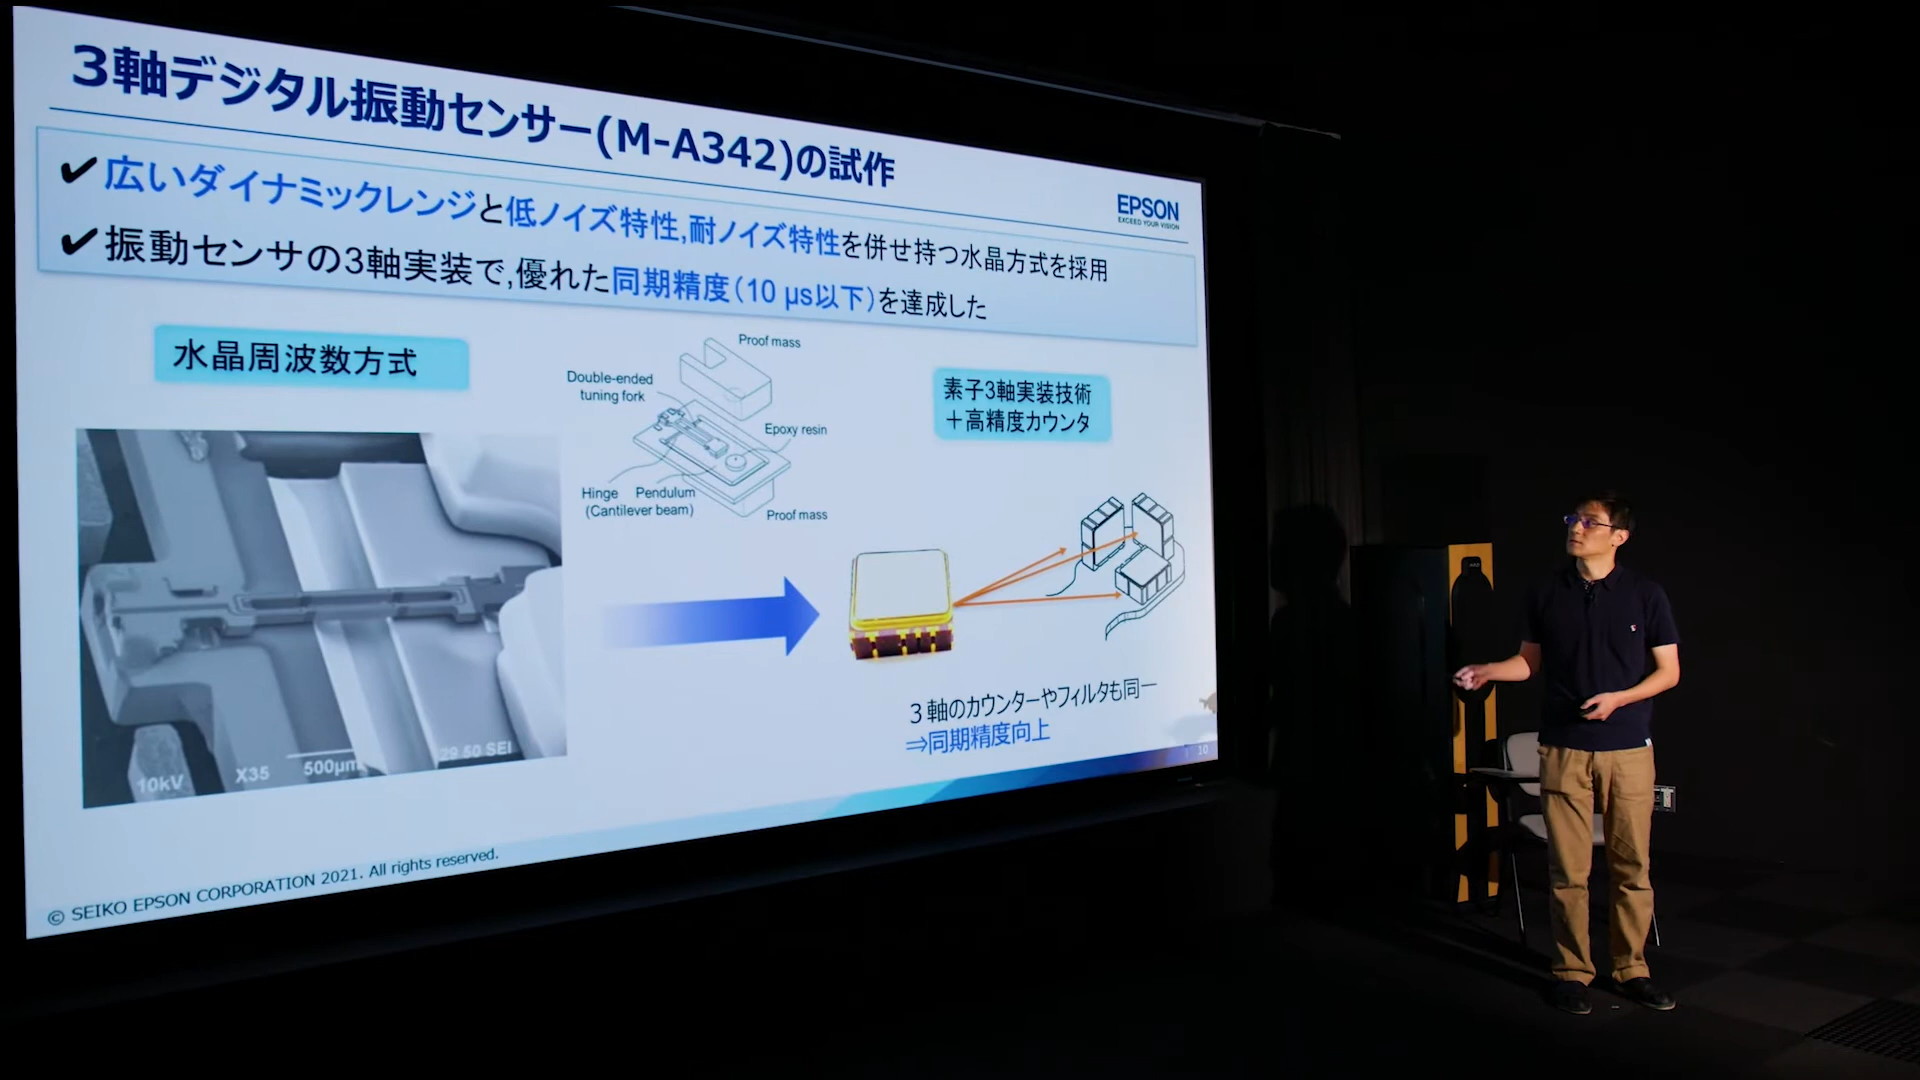 3軸デジタル振動センサー(M-A342)の試作
EPSON
EXCEED YOUR VISION
✔広いダイナミックレンジと低ノイズ特性,耐ノイズ特性を併せ持つ水晶方式を採用
✔振動センサの3軸実装で,優れた同期精度(10 μs以下)を達成した
水晶周波数方式
Proof mass
Double-ended
tuning fork
Epoxy resin
Hinge Pendulum
(Cantilever beam)
Proof mass
素子3軸実装技術
＋高精度カウンタ
10kV X35 500μm 29 50 SEI
３軸のカウンターやフィルタも同一
⇒同期精度向上
10
© SEIKO EPSON CORPORATION 2021. All rights reserved.